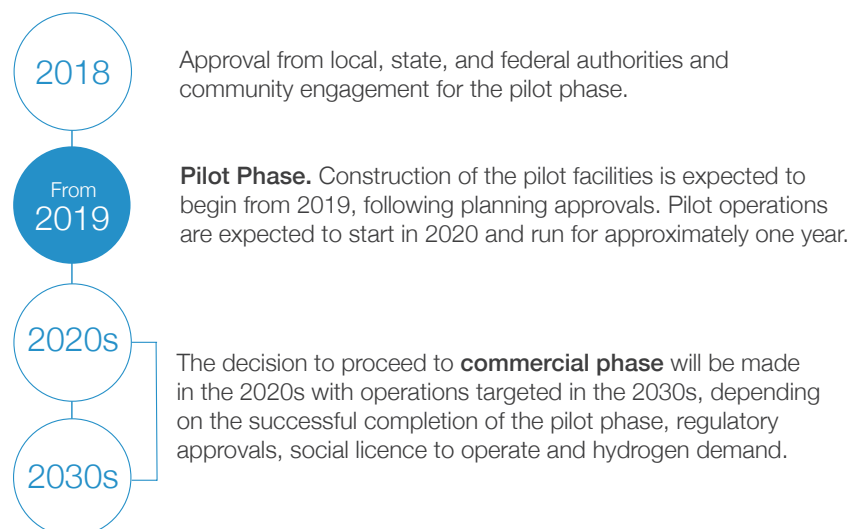 2018
Approval from local, state, and federal authorities and
community engagement for the pilot phase.
From
2019
Pilot Phase. Construction of the pilot facilities is expected to
begin from 2019, following planning approvals. Pilot operations
are expected to start in 2020 and run for approximately one year.
2020s
The decision to proceed to commercial phase will be made
in the 2020s with operations targeted in the 2030s, depending
on the successful completion of the pilot phase, regulatory
approvals, social licence to operate and hydrogen demand.
2030s